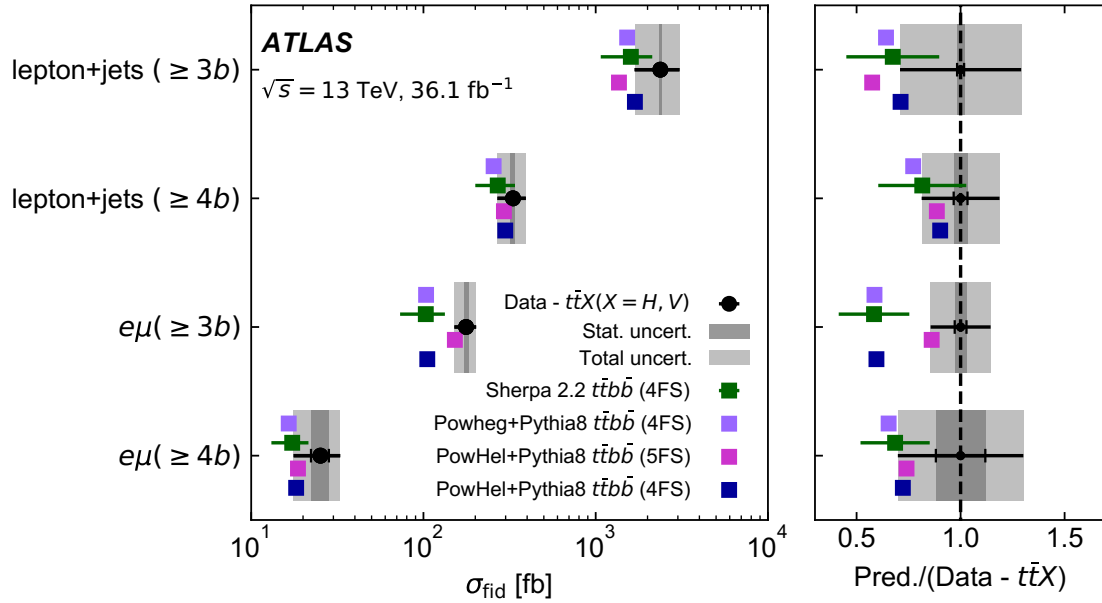 ATLAS
√s = 13 TeV, 36.1 fb⁻¹
lepton+jets ( ≥ 3b)
lepton+jets ( ≥ 4b)
eμ( ≥ 3b)
eμ( ≥ 4b)
Data - tt̄X(X = H, V)
Stat. uncert.
Total uncert.
Sherpa 2.2 tt̄bb̄ (4FS)
Powheg+Pythia8 tt̄bb̄ (4FS)
PowHel+Pythia8 tt̄bb̄ (5FS)
PowHel+Pythia8 tt̄bb̄ (4FS)
10¹ 10² 10³ 10⁴
σ_fid [fb]
0.5 1.0 1.5
Pred./(Data - tt̄X)